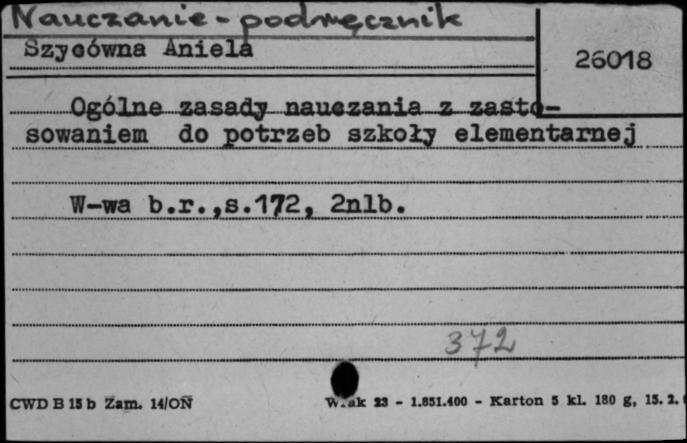 Nauczanie - podręcznik
Szycówna Aniela
26018
Ogólne zasady nauczania z zasto-
sowaniem do potrzeb szkoły elementarnej
W-wa b.r.,s.172, 2nlb.
372
CWD B 15 b Zam. 14/ON
23 - 1.851.400 - Karton 5 kl. 180 g, 15. 2.